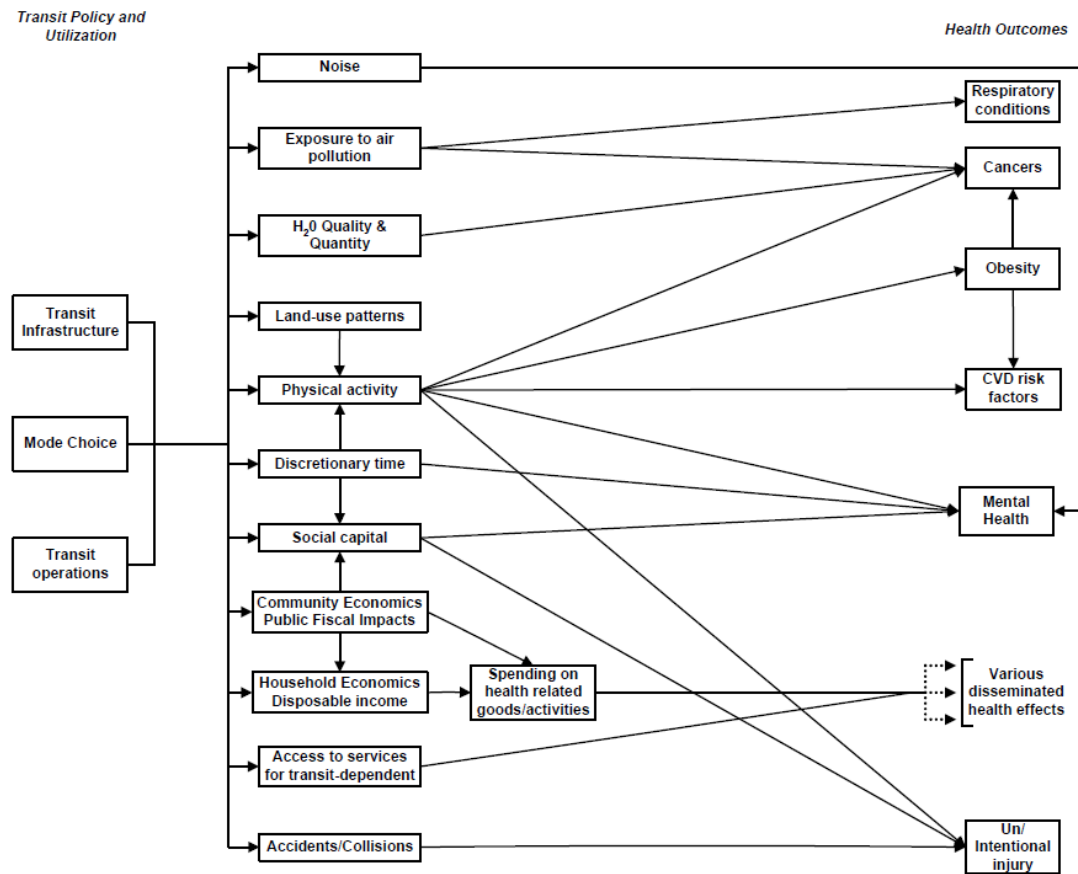 Transit Policy and
Utilization
Health Outcomes
Noise
Respiratory
conditions
Exposure to air
pollution
Cancers
H₂0 Quality &
Quantity
Obesity
Transit
Infrastructure
Land-use patterns
Physical activity
CVD risk
factors
Mode Choice
Discretionary time
Mental
Health
Social capital
Transit
operations
Community Economics
Public Fiscal Impacts
Household Economics
Disposable income
Spending on
health related
goods/activities
Various
disseminated
health effects
Access to services
for transit-dependent
Accidents/Collisions
Un/
Intentional
injury